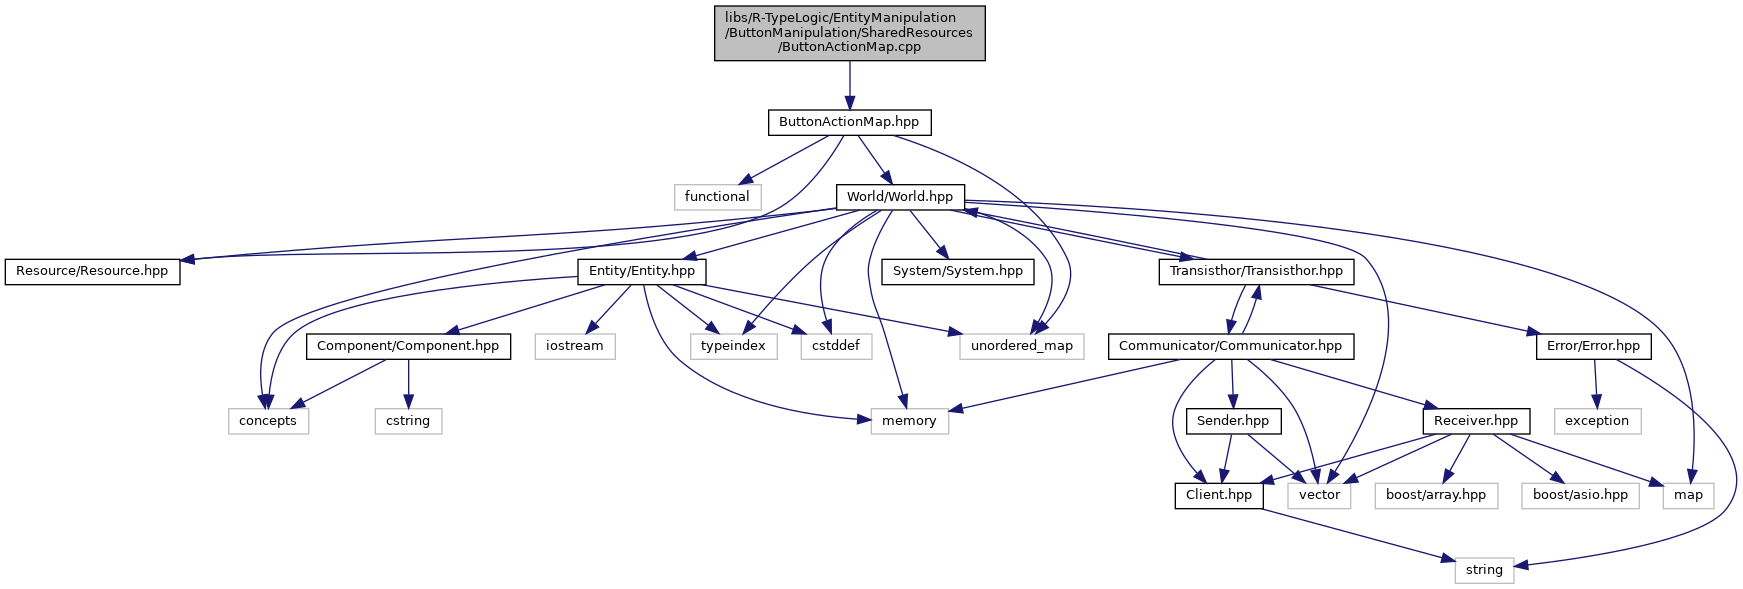 libs/R-TypeLogic/EntityManipulation
/ButtonManipulation/SharedResources
/ButtonActionMap.cpp
ButtonActionMap.hpp
functional
World/World.hpp
Resource/Resource.hpp
Entity/Entity.hpp
System/System.hpp
Transisthor/Transisthor.hpp
Component/Component.hpp
iostream
typeindex
cstddef
unordered_map
Communicator/Communicator.hpp
Error/Error.hpp
concepts
cstring
memory
Sender.hpp
Receiver.hpp
exception
Client.hpp
vector
boost/array.hpp
boost/asio.hpp
map
string